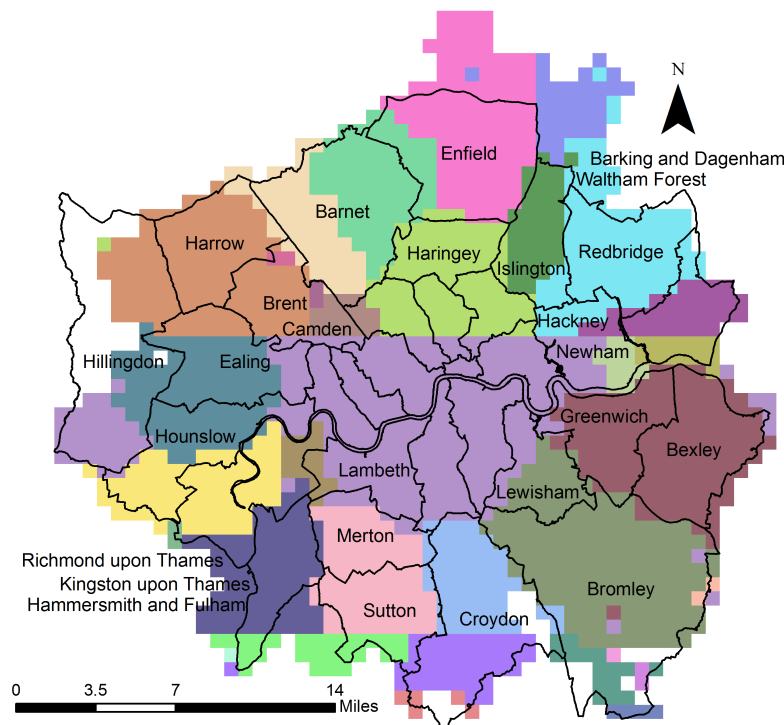 N
Enfield
Barking and Dagenham
Waltham Forest
Barnet
Harrow
Haringey
Redbridge
Islington
Brent
Camden
Hackney
Hillingdon
Ealing
Newham
Greenwich
Hounslow
Bexley
Lambeth
Lewisham
Merton
Richmond upon Thames
Kingston upon Thames
Bromley
Hammersmith and Fulham
Sutton
Croydon
0 3.5 7 14
Miles